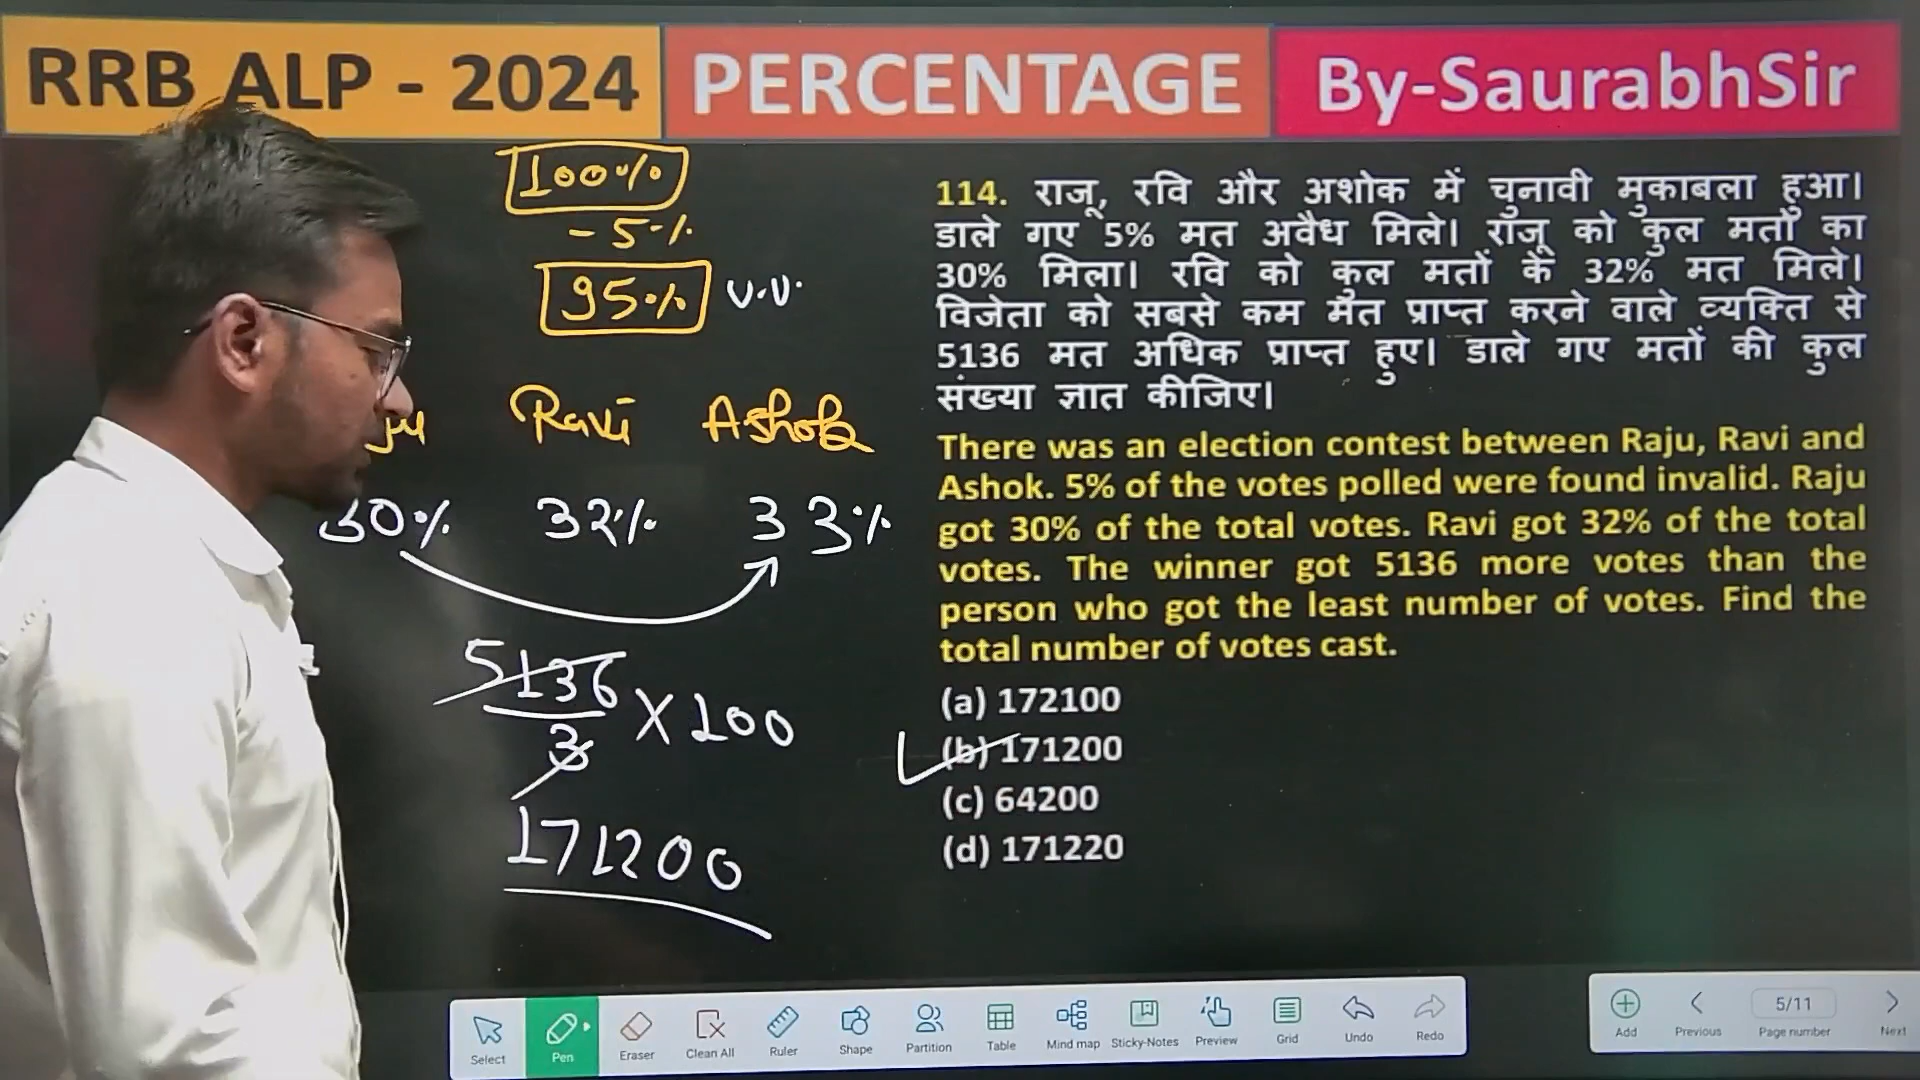 RRB ALP - 2024 PERCENTAGE By-SaurabhSir
100%
- 5%
95% V.V.
Ravi Ashok
30% 32% 33%
5136
3
× 100
171200
114. राजू, रवि और अशोक में चुनावी मुकाबला हुआ।
डाले गए 5% मत अवैध मिले। राजू को कुल मतों का
30% मिला। रवि को कुल मतों के 32% मत मिले।
विजेता को सबसे कम मत प्राप्त करने वाले व्यक्ति से
5136 मत अधिक प्राप्त हुए। डाले गए मतों की कुल
संख्या ज्ञात कीजिए।
There was an election contest between Raju, Ravi and
Ashok. 5% of the votes polled were found invalid. Raju
got 30% of the total votes. Ravi got 32% of the total
votes. The winner got 5136 more votes than the
person who got the least number of votes. Find the
total number of votes cast.
(a) 172100
(b) 171200
(c) 64200
(d) 171220
Select Pen Eraser Clean All Ruler Shape Partition Table Mind map Sticky-Notes Preview Grid Undo Redo
5/11
Add Previous Page number Next